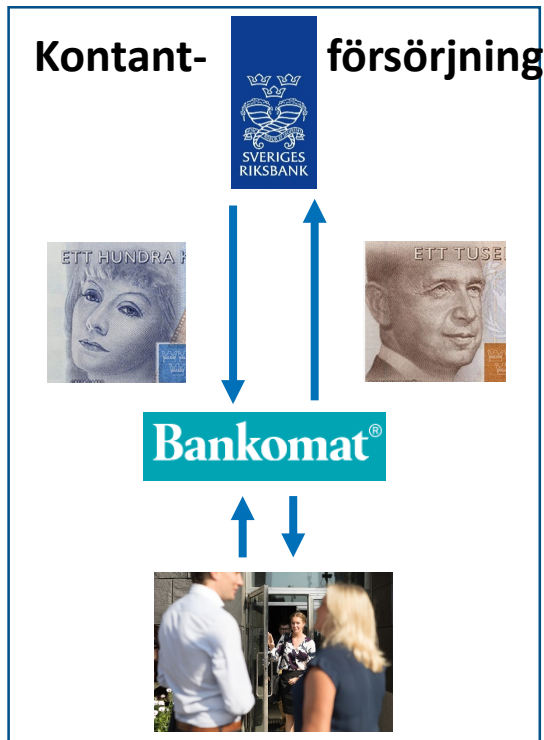 Kontant- försörjning
SVERIGES
RIKSBANK
ETT HUNDRA
ETT TUSE
Bankomat®